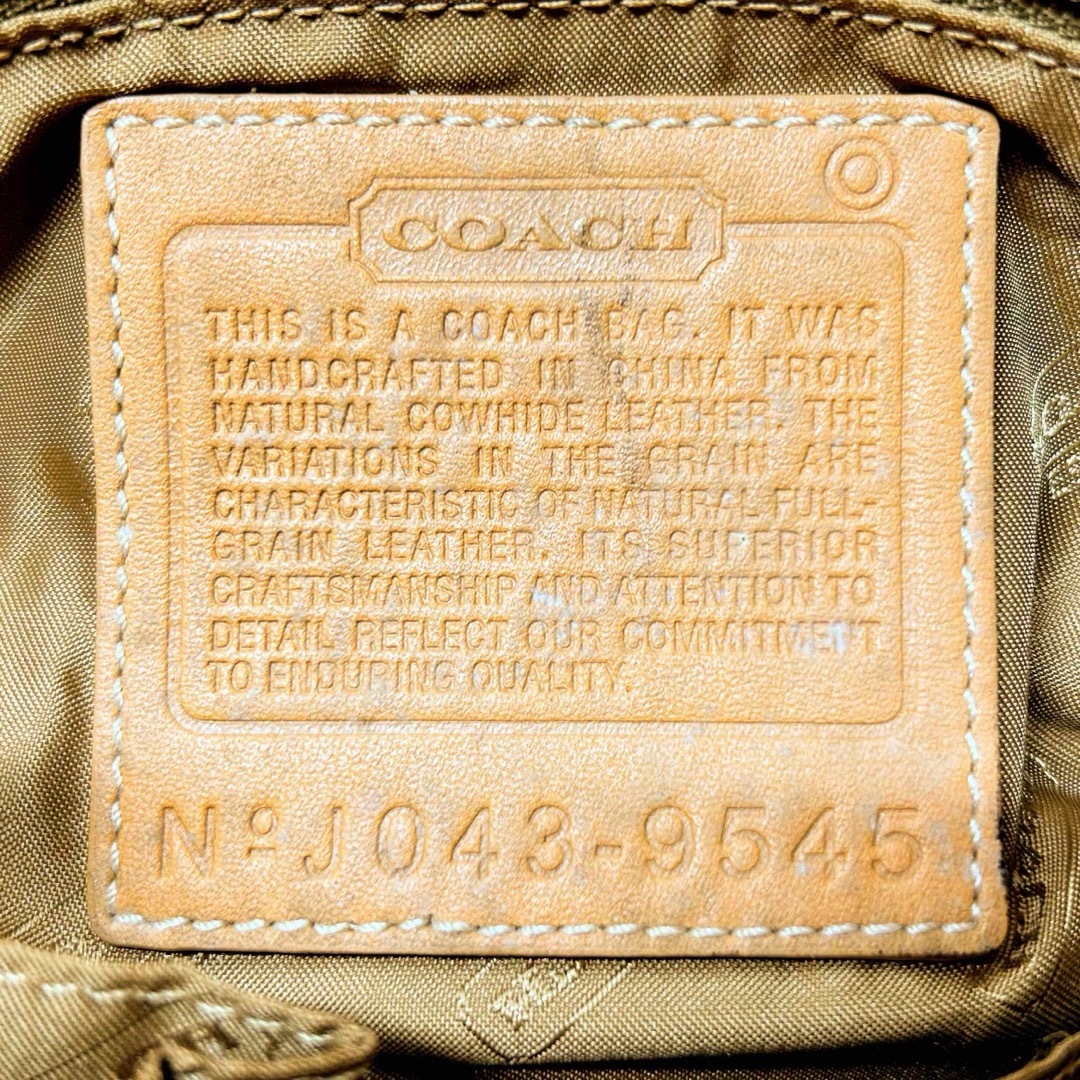 COACH
THIS IS A COACH BAG. IT WAS
HANDCRAFTED IN CHINA FROM
NATURAL COWHIDE LEATHER. THE
VARIATIONS IN THE GRAIN ARE
CHARACTERISTIC OF NATURAL FULL-
GRAIN LEATHER. ITS SUPERIOR
CRAFTSMANSHIP AND ATTENTION TO
DETAIL REFLECT OUR COMMITMENT
TO ENDURING QUALITY.
Nº J043-9545